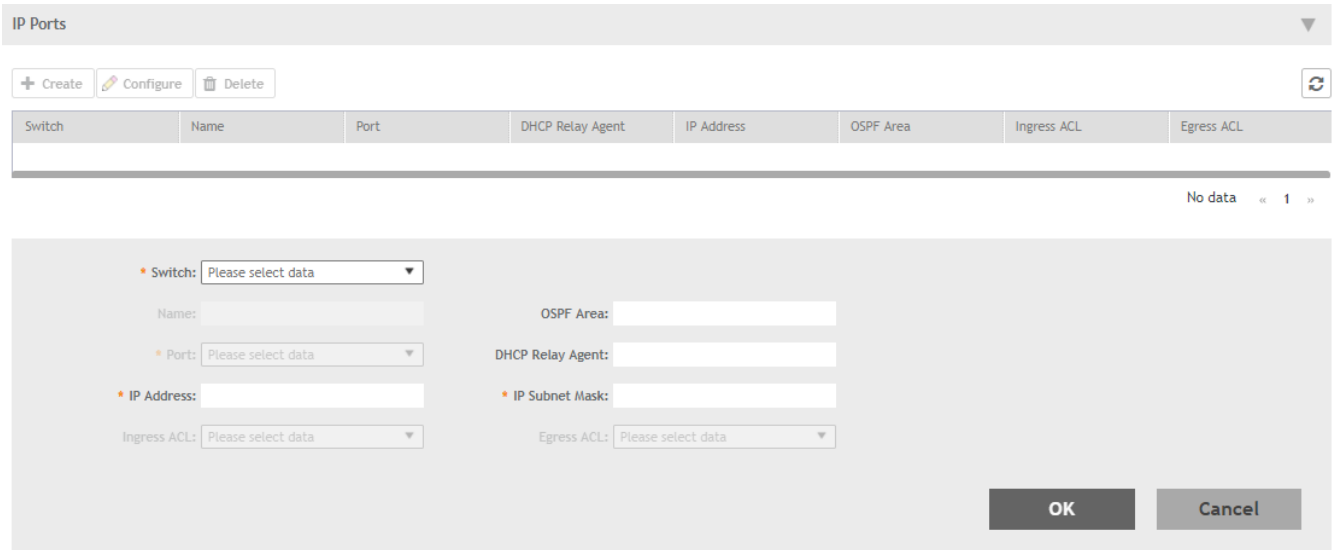 IP Ports
Create Configure Delete
Switch Name Port DHCP Relay Agent IP Address OSPF Area Ingress ACL Egress ACL
No data « 1 »
* Switch: Please select data
Name: OSPF Area:
* Port: Please select data DHCP Relay Agent:
* IP Address: * IP Subnet Mask:
Ingress ACL: Please select data Egress ACL: Please select data
OK Cancel